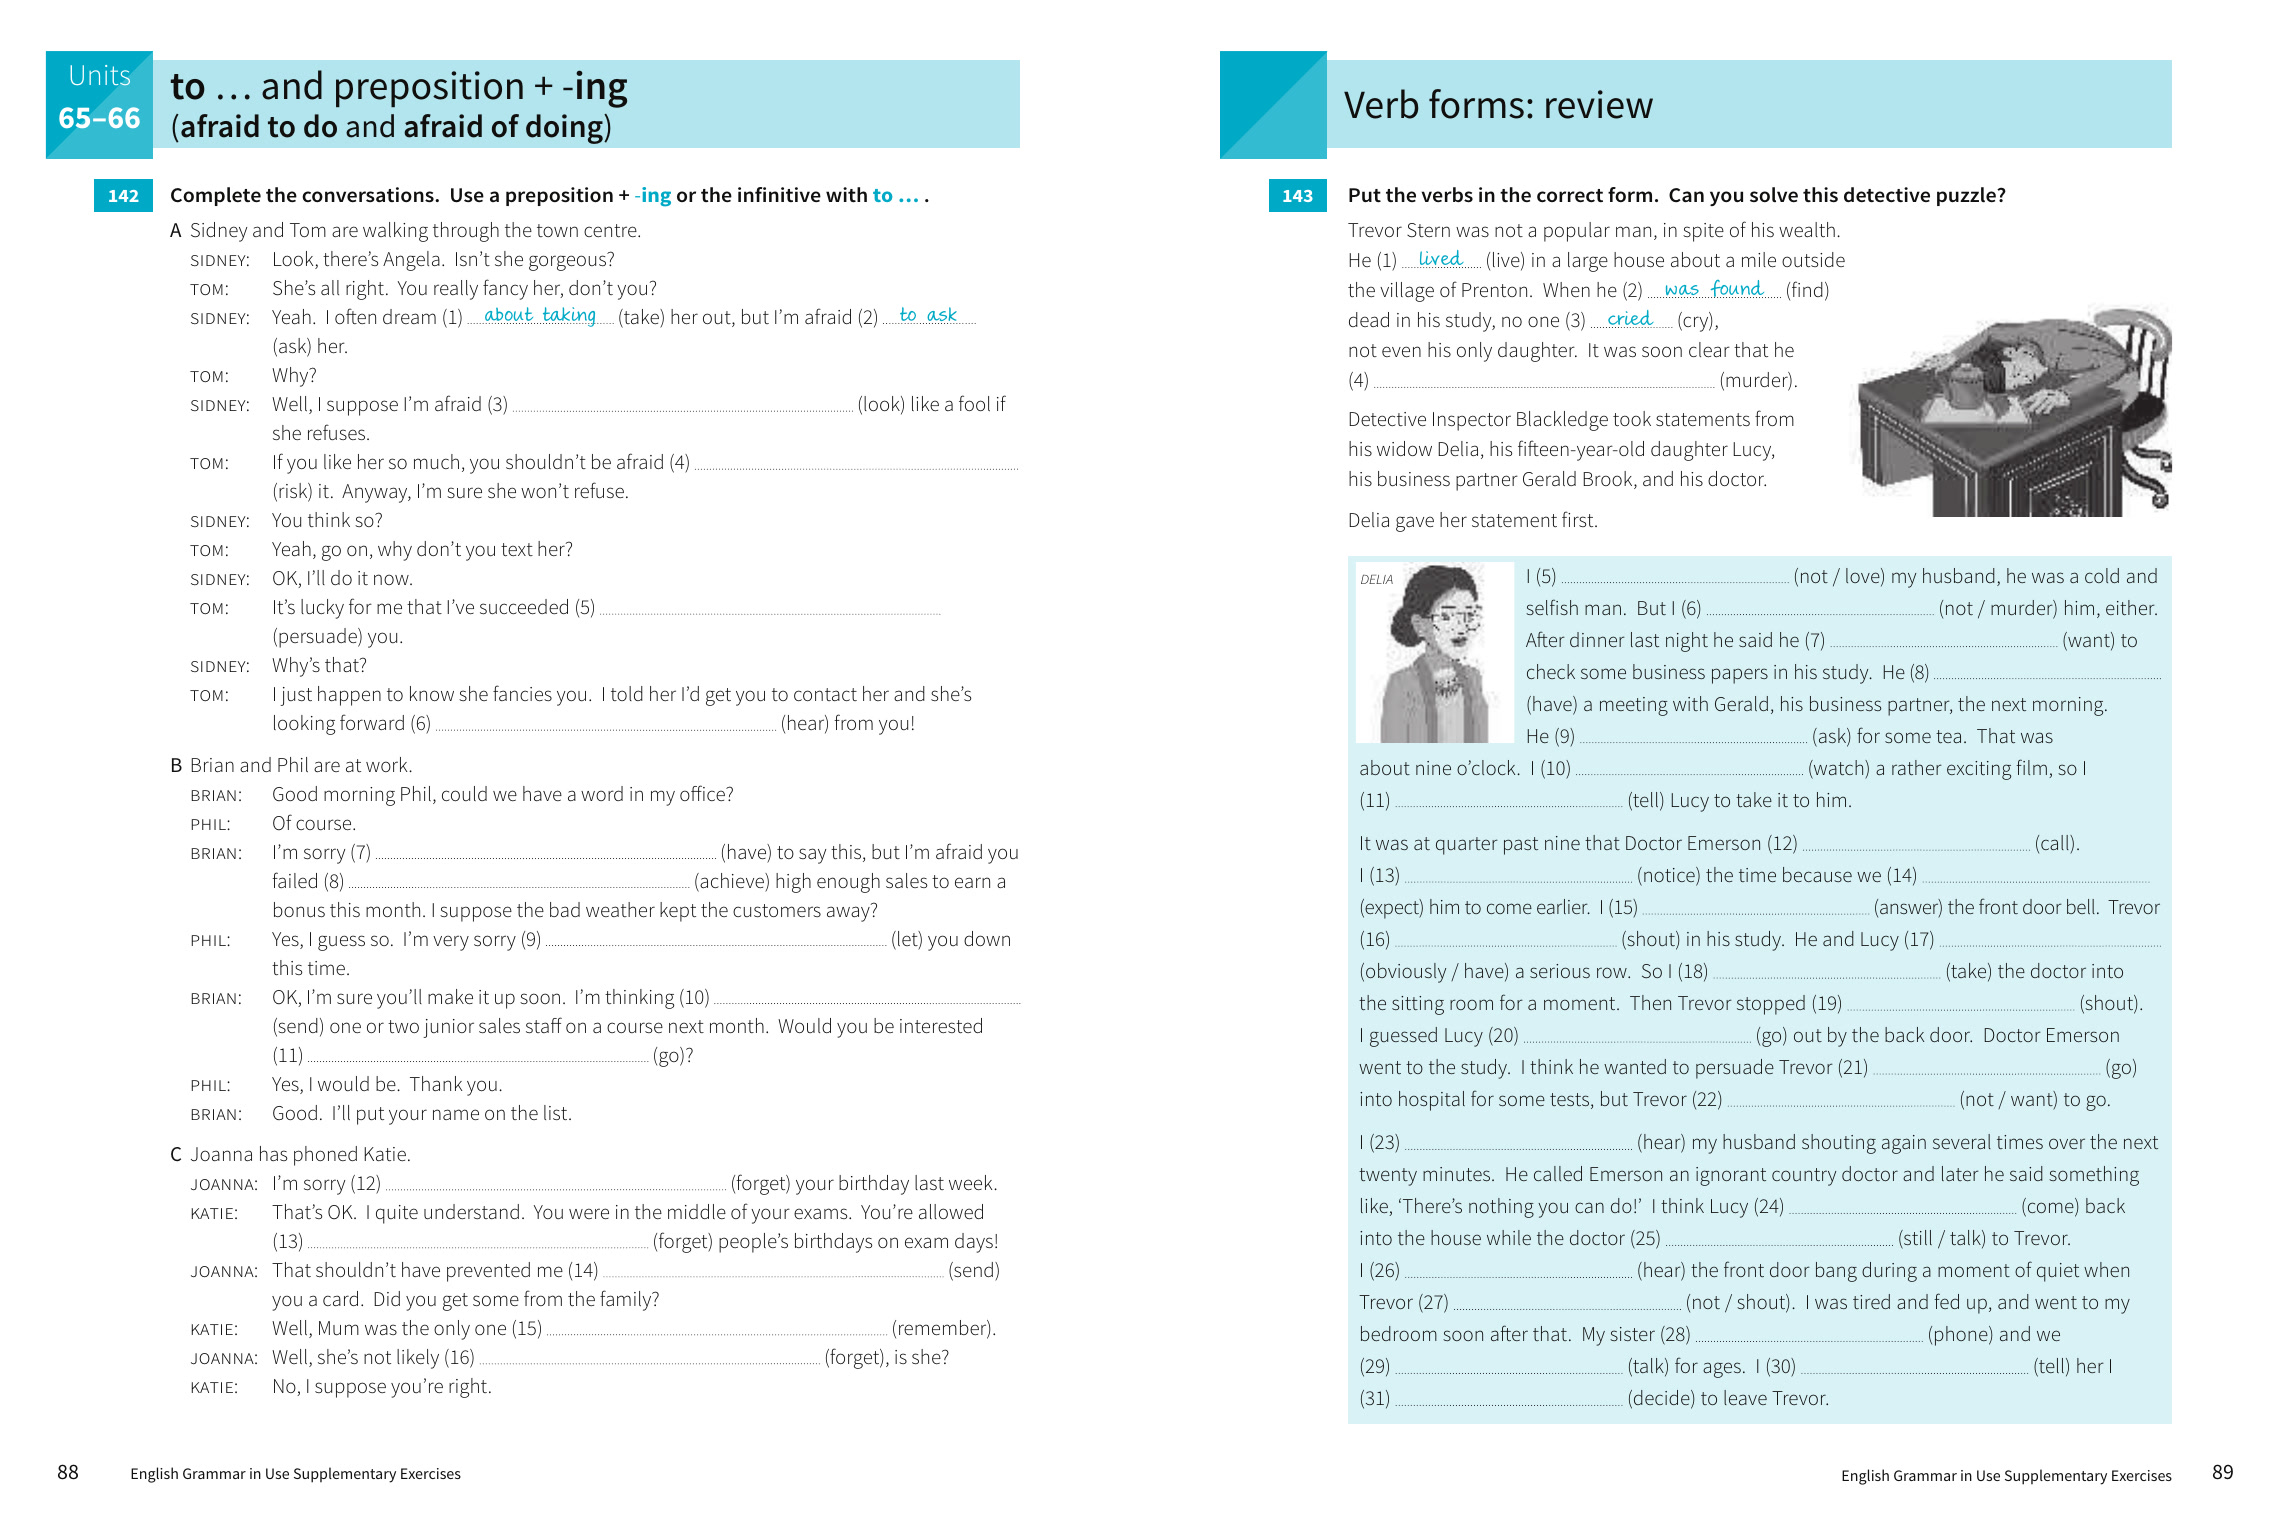 Units
65–66
to … and preposition + -ing
(afraid to do and afraid of doing)
142 Complete the conversations. Use a preposition + -ing or the infinitive with to … .
A Sidney and Tom are walking through the town centre.
SIDNEY: Look, there's Angela. Isn't she gorgeous?
TOM: She's all right. You really fancy her, don't you?
SIDNEY: Yeah. I often dream (1) about taking (take) her out, but I'm afraid (2) to ask
(ask) her.
TOM: Why?
SIDNEY: Well, I suppose I'm afraid (3) (look) like a fool if
she refuses.
TOM: If you like her so much, you shouldn't be afraid (4)
(risk) it. Anyway, I'm sure she won't refuse.
SIDNEY: You think so?
TOM: Yeah, go on, why don't you text her?
SIDNEY: OK, I'll do it now.
TOM: It's lucky for me that I've succeeded (5)
(persuade) you.
SIDNEY: Why's that?
TOM: I just happen to know she fancies you. I told her I'd get you to contact her and she's
looking forward (6) (hear) from you!
B Brian and Phil are at work.
BRIAN: Good morning Phil, could we have a word in my office?
PHIL: Of course.
BRIAN: I'm sorry (7) (have) to say this, but I'm afraid you
failed (8) (achieve) high enough sales to earn a
bonus this month. I suppose the bad weather kept the customers away?
PHIL: Yes, I guess so. I'm very sorry (9) (let) you down
this time.
BRIAN: OK, I'm sure you'll make it up soon. I'm thinking (10)
(send) one or two junior sales staff on a course next month. Would you be interested
(11) (go)?
PHIL: Yes, I would be. Thank you.
BRIAN: Good. I'll put your name on the list.
C Joanna has phoned Katie.
JOANNA: I'm sorry (12) (forget) your birthday last week.
KATIE: That's OK. I quite understand. You were in the middle of your exams. You're allowed
(13) (forget) people's birthdays on exam days!
JOANNA: That shouldn't have prevented me (14) (send)
you a card. Did you get some from the family?
KATIE: Well, Mum was the only one (15) (remember).
JOANNA: Well, she's not likely (16) (forget), is she?
KATIE: No, I suppose you're right.
88 English Grammar in Use Supplementary Exercises
Verb forms: review
143 Put the verbs in the correct form. Can you solve this detective puzzle?
Trevor Stern was not a popular man, in spite of his wealth.
He (1) lived (live) in a large house about a mile outside
the village of Prenton. When he (2) was found (find)
dead in his study, no one (3) cried (cry),
not even his only daughter. It was soon clear that he
(4) (murder).
Detective Inspector Blackledge took statements from
his widow Delia, his fifteen-year-old daughter Lucy,
his business partner Gerald Brook, and his doctor.
Delia gave her statement first.
DELIA
I (5) (not / love) my husband, he was a cold and
selfish man. But I (6) (not / murder) him, either.
After dinner last night he said he (7) (want) to
check some business papers in his study. He (8)
(have) a meeting with Gerald, his business partner, the next morning.
He (9) (ask) for some tea. That was
about nine o'clock. I (10) (watch) a rather exciting film, so I
(11) (tell) Lucy to take it to him.
It was at quarter past nine that Doctor Emerson (12) (call).
I (13) (notice) the time because we (14)
(expect) him to come earlier. I (15) (answer) the front door bell. Trevor
(16) (shout) in his study. He and Lucy (17)
(obviously / have) a serious row. So I (18) (take) the doctor into
the sitting room for a moment. Then Trevor stopped (19) (shout).
I guessed Lucy (20) (go) out by the back door. Doctor Emerson
went to the study. I think he wanted to persuade Trevor (21) (go)
into hospital for some tests, but Trevor (22) (not / want) to go.
I (23) (hear) my husband shouting again several times over the next
twenty minutes. He called Emerson an ignorant country doctor and later he said something
like, 'There's nothing you can do!' I think Lucy (24) (come) back
into the house while the doctor (25) (still / talk) to Trevor.
I (26) (hear) the front door bang during a moment of quiet when
Trevor (27) (not / shout). I was tired and fed up, and went to my
bedroom soon after that. My sister (28) (phone) and we
(29) (talk) for ages. I (30) (tell) her I
(31) (decide) to leave Trevor.
English Grammar in Use Supplementary Exercises 89